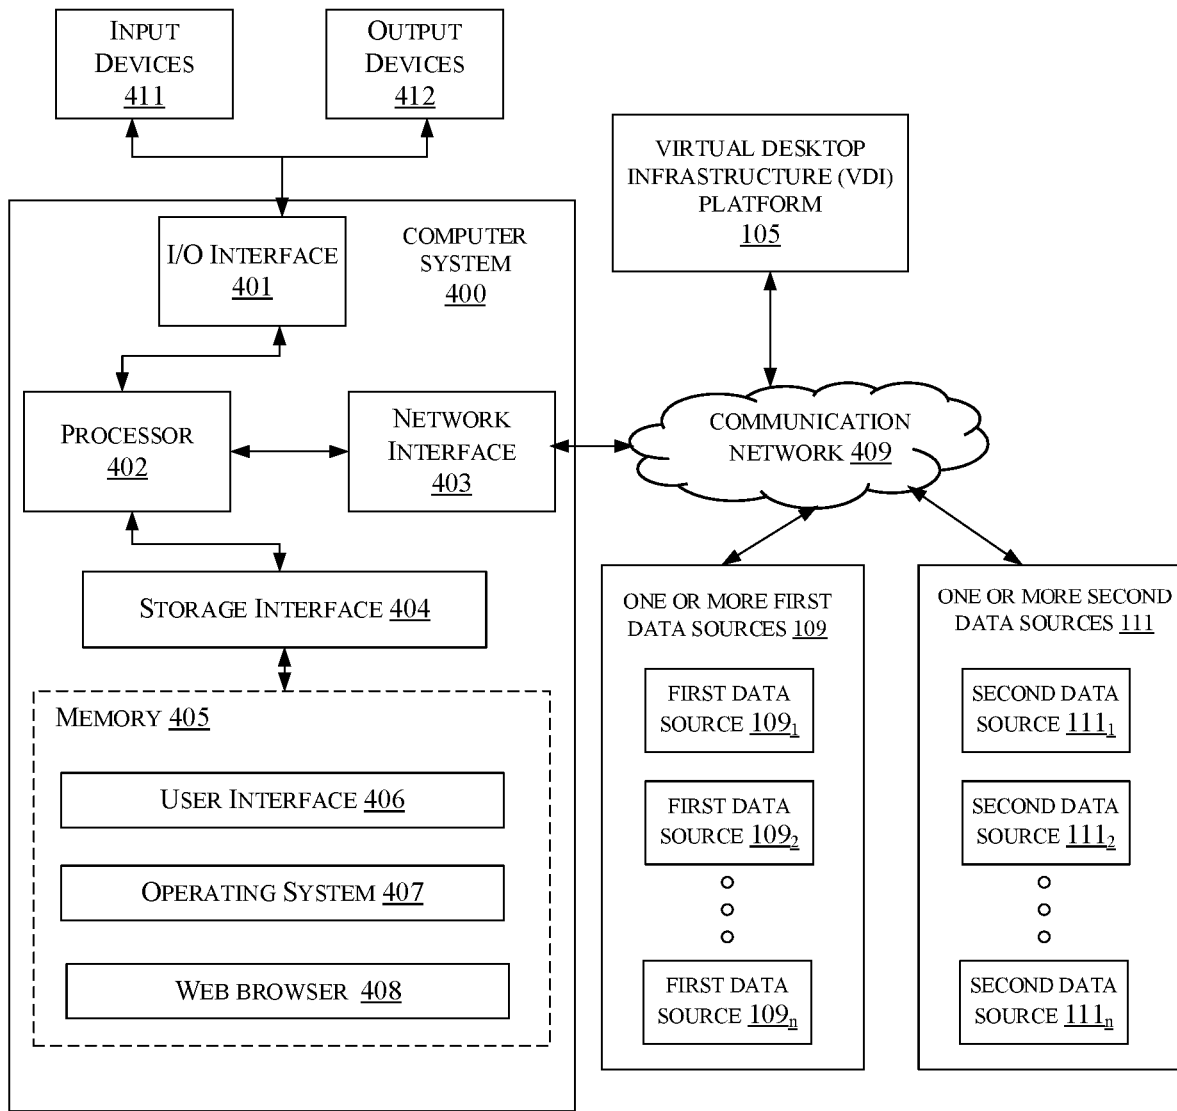 INPUT
DEVICES
411
OUTPUT
DEVICES
412
VIRTUAL DESKTOP
INFRASTRUCTURE (VDI)
PLATFORM
105
I/O INTERFACE
401
COMPUTER
SYSTEM
400
PROCESSOR
402
NETWORK
INTERFACE
403
COMMUNICATION
NETWORK 409
STORAGE INTERFACE 404
MEMORY 405
USER INTERFACE 406
OPERATING SYSTEM 407
WEB BROWSER 408
ONE OR MORE FIRST
DATA SOURCES 109
FIRST DATA
SOURCE 109₁
FIRST DATA
SOURCE 109₂
FIRST DATA
SOURCE 109ₙ
ONE OR MORE SECOND
DATA SOURCES 111
SECOND DATA
SOURCE 111₁
SECOND DATA
SOURCE 111₂
SECOND DATA
SOURCE 111ₙ